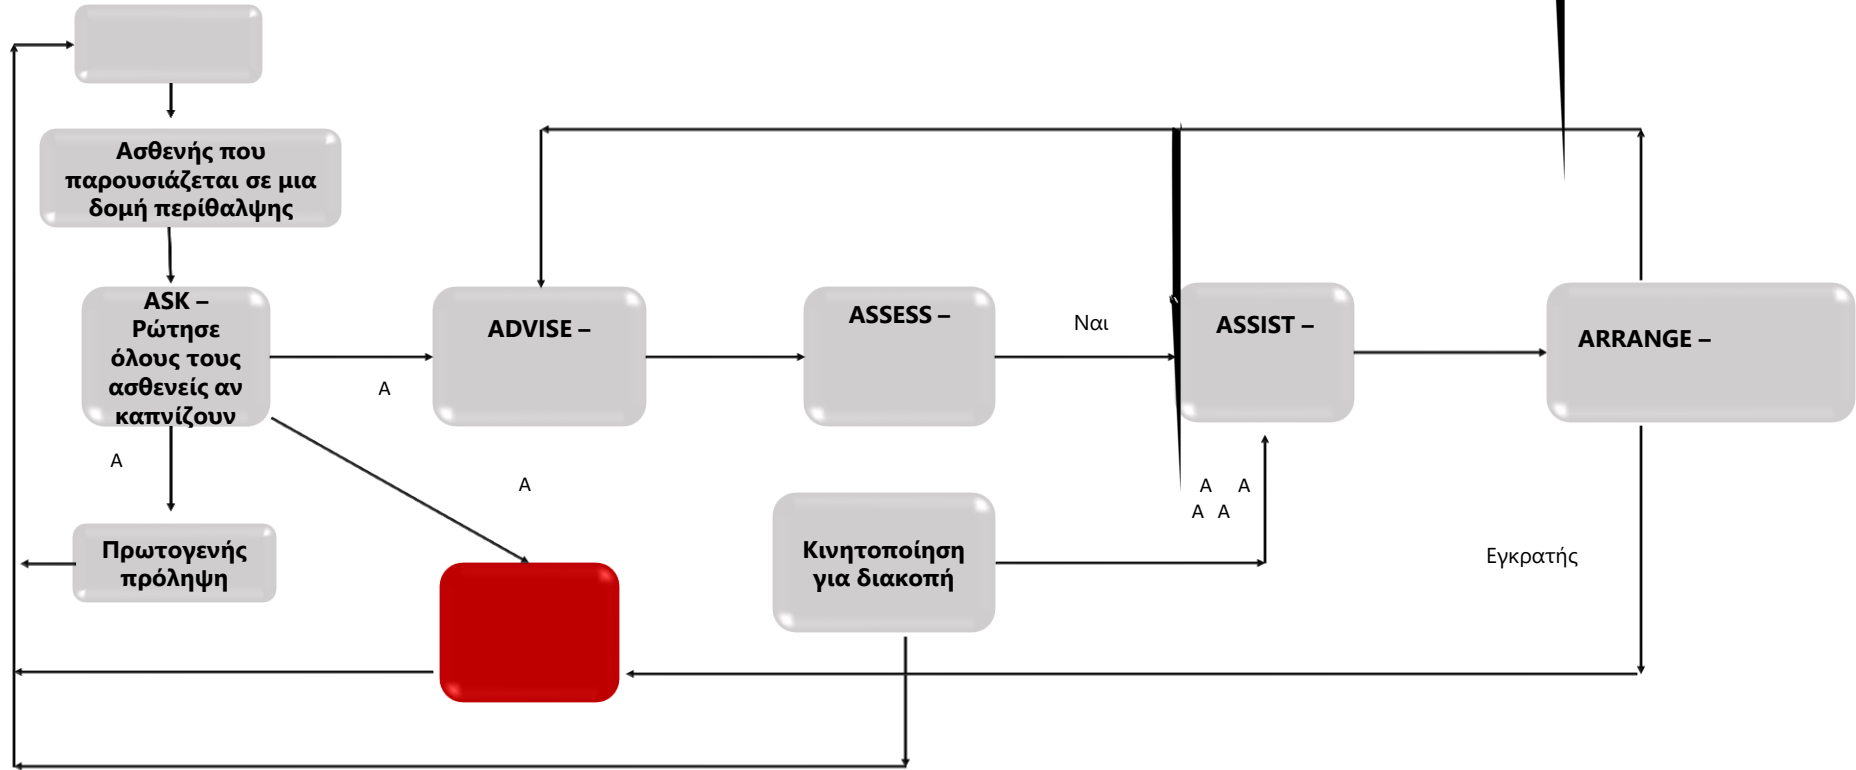 Ασθενής που
παρουσιάζεται σε μια
δομή περίθαλψης
ASK –
Ρώτησε
όλους τους
ασθενείς αν
καπνίζουν
ADVISE –
ASSESS –
Ναι
ASSIST –
ARRANGE –
Α
Α
Α
Α Α
Α Α
Πρωτογενής
πρόληψη
Κινητοποίηση
για διακοπή
Εγκρατής